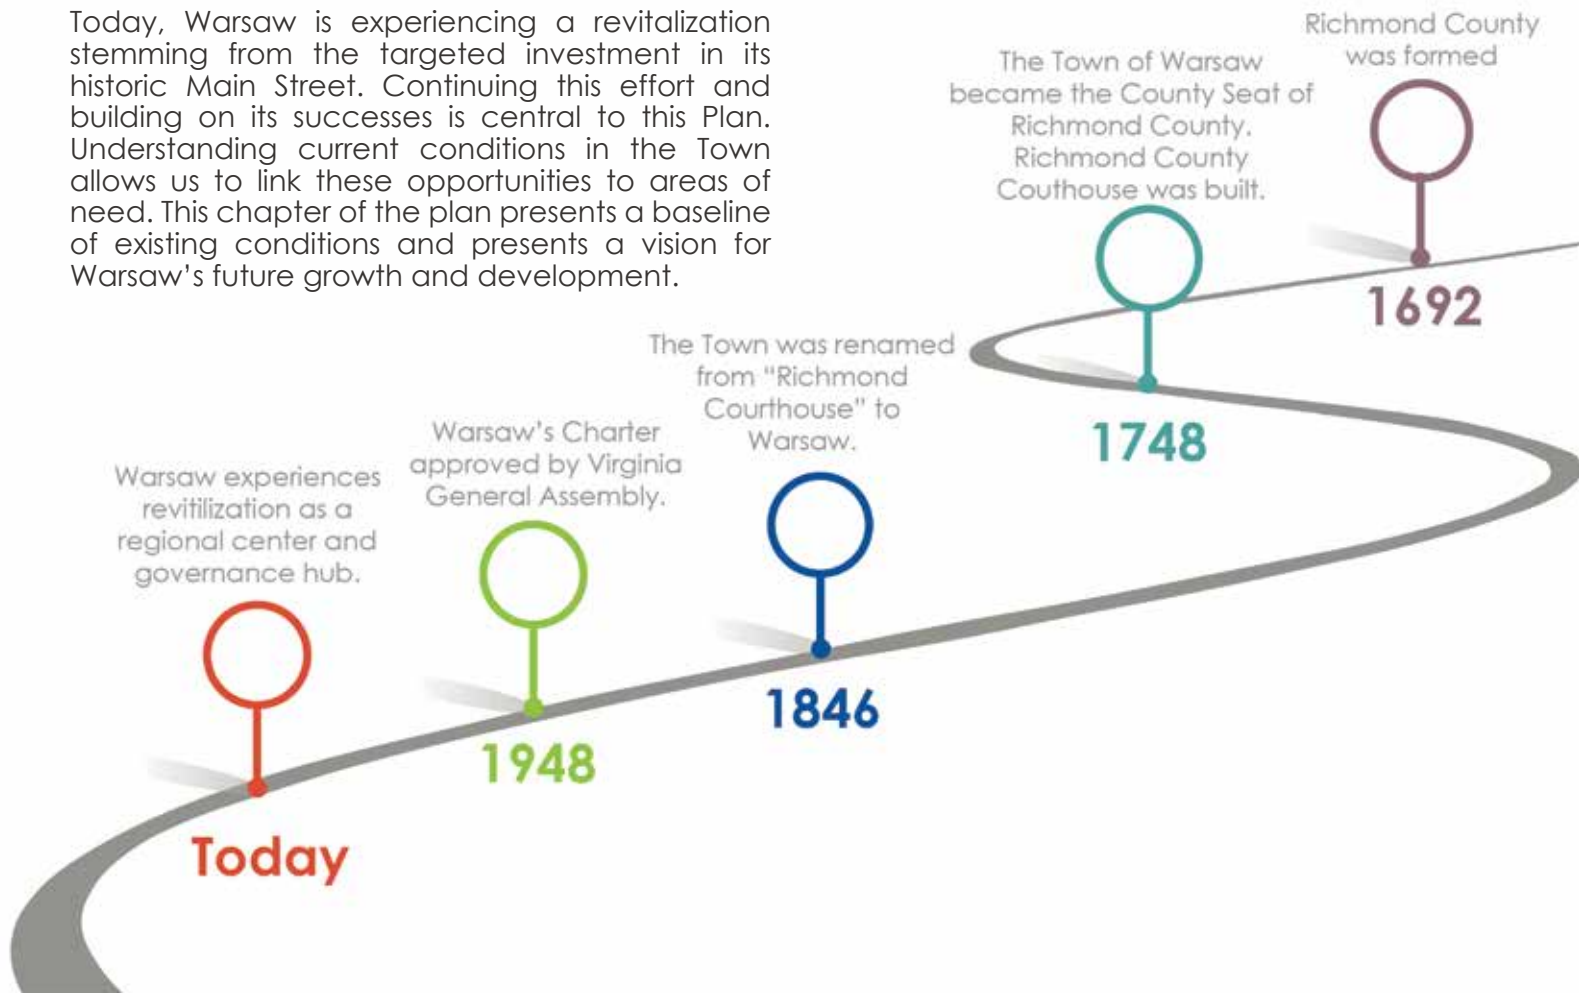 Today, Warsaw is experiencing a revitalization
stemming from the targeted investment in its
historic Main Street. Continuing this effort and
building on its successes is central to this Plan.
Understanding current conditions in the Town
allows us to link these opportunities to areas of
need. This chapter of the plan presents a baseline
of existing conditions and presents a vision for
Warsaw's future growth and development.
Richmond County
was formed
1692
The Town of Warsaw
became the County Seat of
Richmond County.
Richmond County
Couthouse was built.
1748
The Town was renamed
from "Richmond
Courthouse" to
Warsaw.
1846
Warsaw's Charter
approved by Virginia
General Assembly.
1948
Warsaw experiences
revitilization as a
regional center and
governance hub.
Today